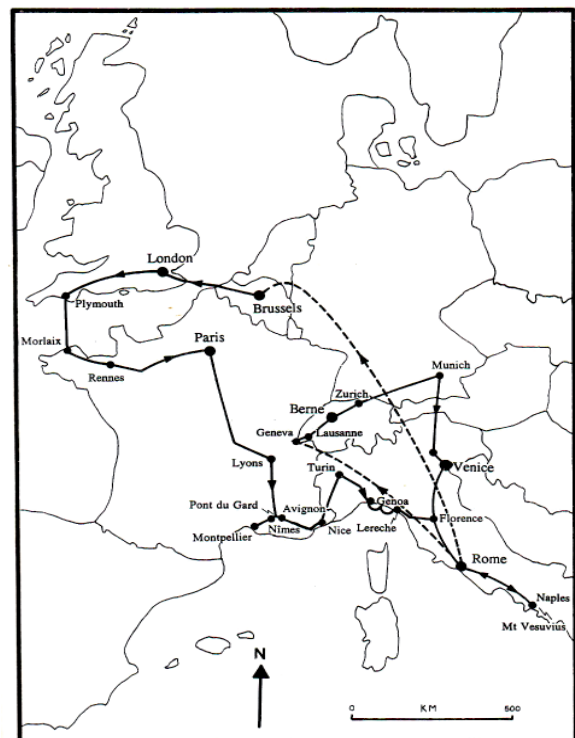 London
Brussels
Plymouth
Morlaix
Rennes
Paris
Munich
Zurich
Berne
Geneva
Lausanne
Lyons
Turin
Venice
Pont du Gard
Avignon
Genoa
Montpellier
Nîmes
Nice
Lereche
Florence
Rome
Naples
Mt Vesuvius
N
0 KM 500